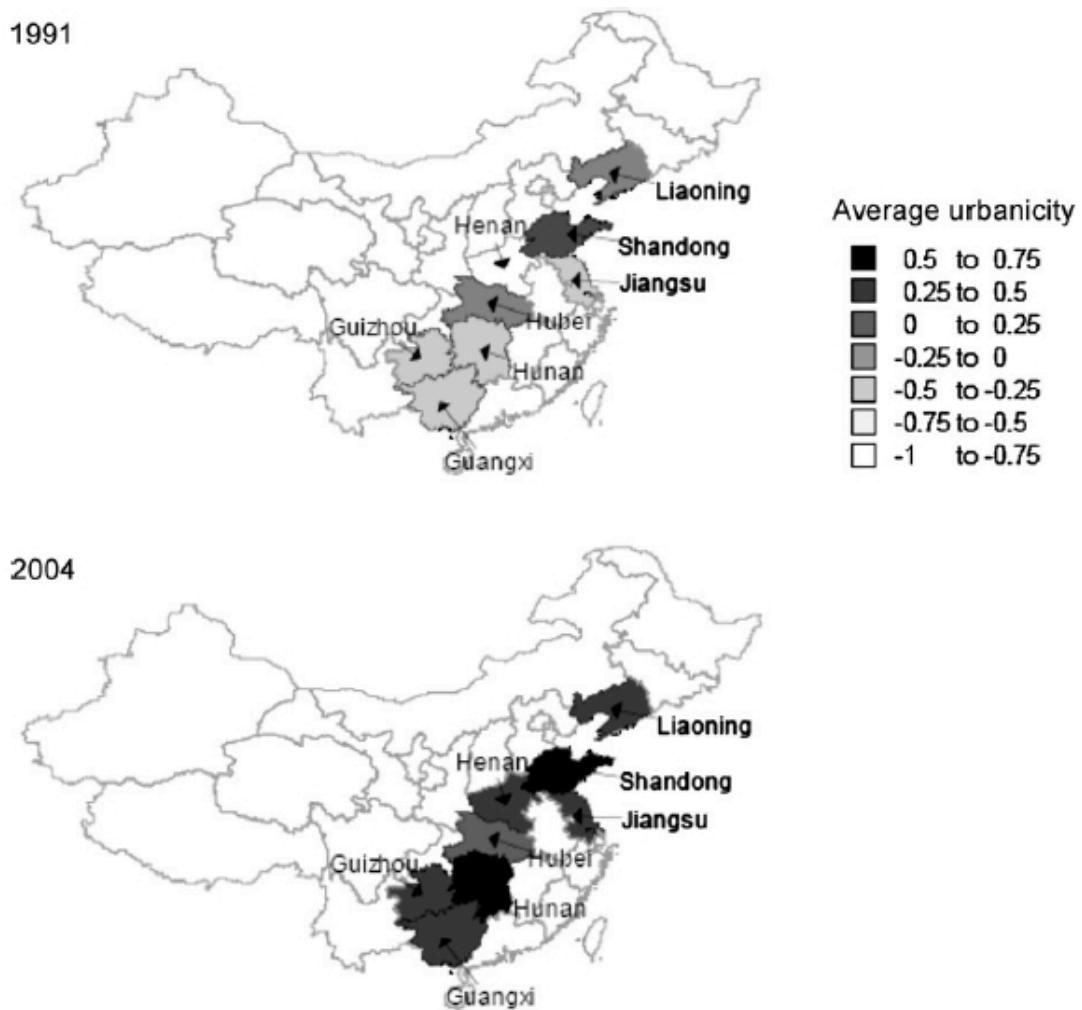 1991
Liaoning
Henan
Shandong
Jiangsu
Guizhou
Hubei
Hunan
Guangxi
Average urbanicity
0.5 to 0.75
0.25 to 0.5
0 to 0.25
-0.25 to 0
-0.5 to -0.25
-0.75 to -0.5
-1 to -0.75
2004
Liaoning
Henan
Shandong
Jiangsu
Guizhou
Hubei
Hunan
Guangxi